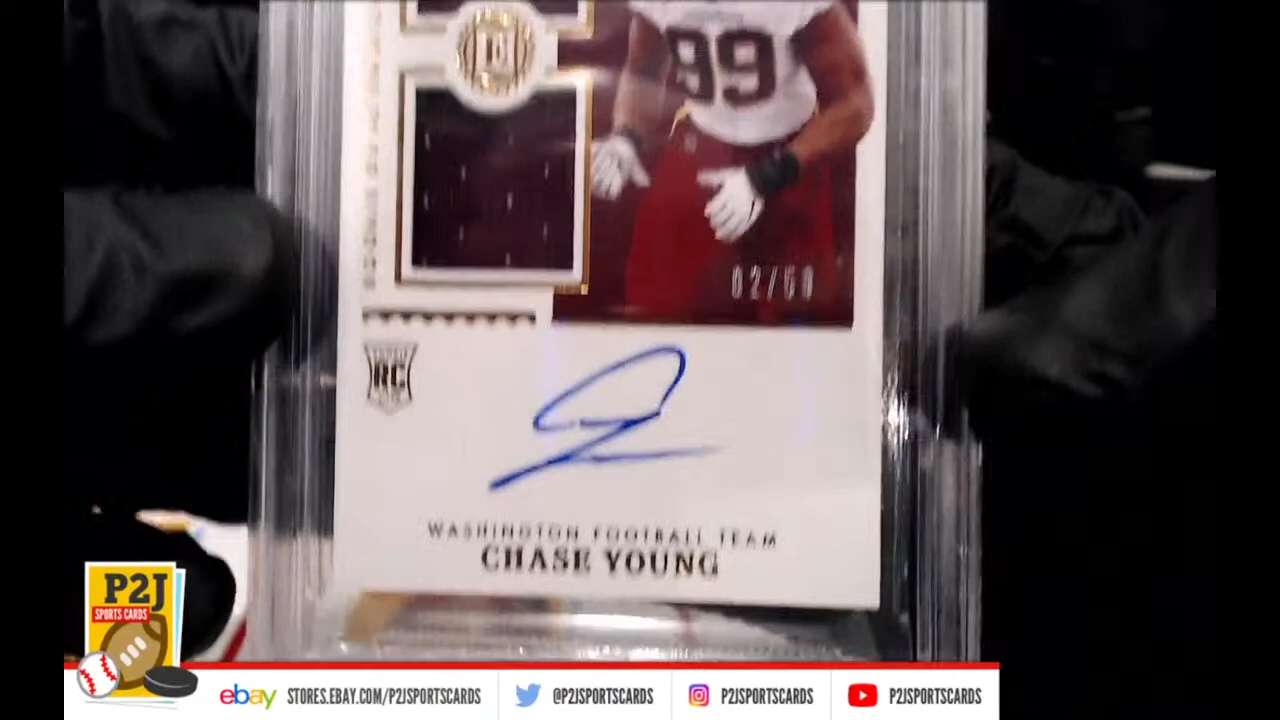 E
99
02/50
RC
WASHINGTON FOOTBALL TEAM
CHASE YOUNG
P2J
SPORTS CARDS
ebay STORES.EBAY.COM/P2JSPORTSCARDS @P2JSPORTSCARDS P2JSPORTSCARDS P2JSPORTSCARDS